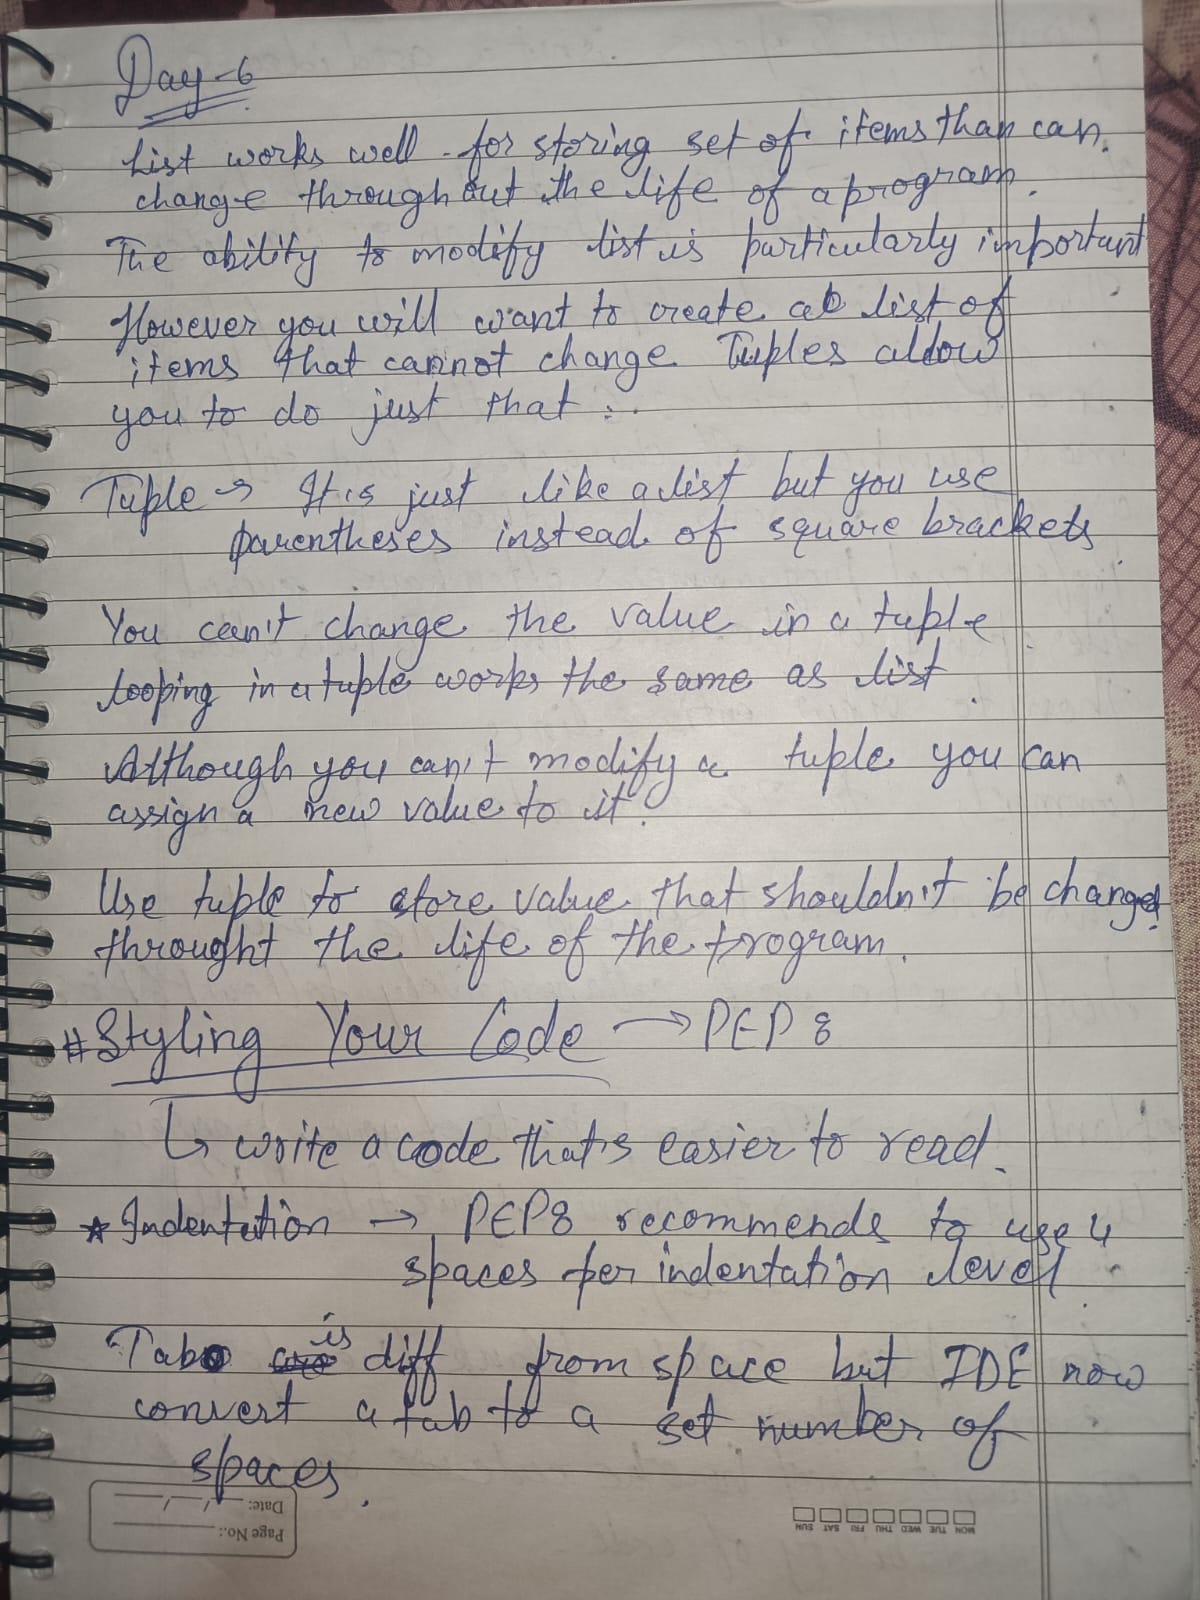 Day-6
List works well for storing set of items than can.
change throughout the life of a program.
The ability to modify list is particularly important
However you will want to create a list of
items that cannot change Tuples allow
you to do just that :
Tuple → It is just like a list but you use
parentheses instead of square brackets.
You can't change the value in a tuple
looping in a tuple works the same as list.
Although you can't modify a tuple you can
assign a new value to it.
Use tuple to store value that shouldn't be changed
throught the life of the program.
#Styling Your Code → PEP 8
↳ write a code that's easier to read.
* Indentation → PEP8 recommends to use 4
spaces per indentation level.
Tab is diff from space but IDE now
convert a tab to a set number of
spaces.
Page No.:
Date:
MON TUE WED THU FRI SAT SUN